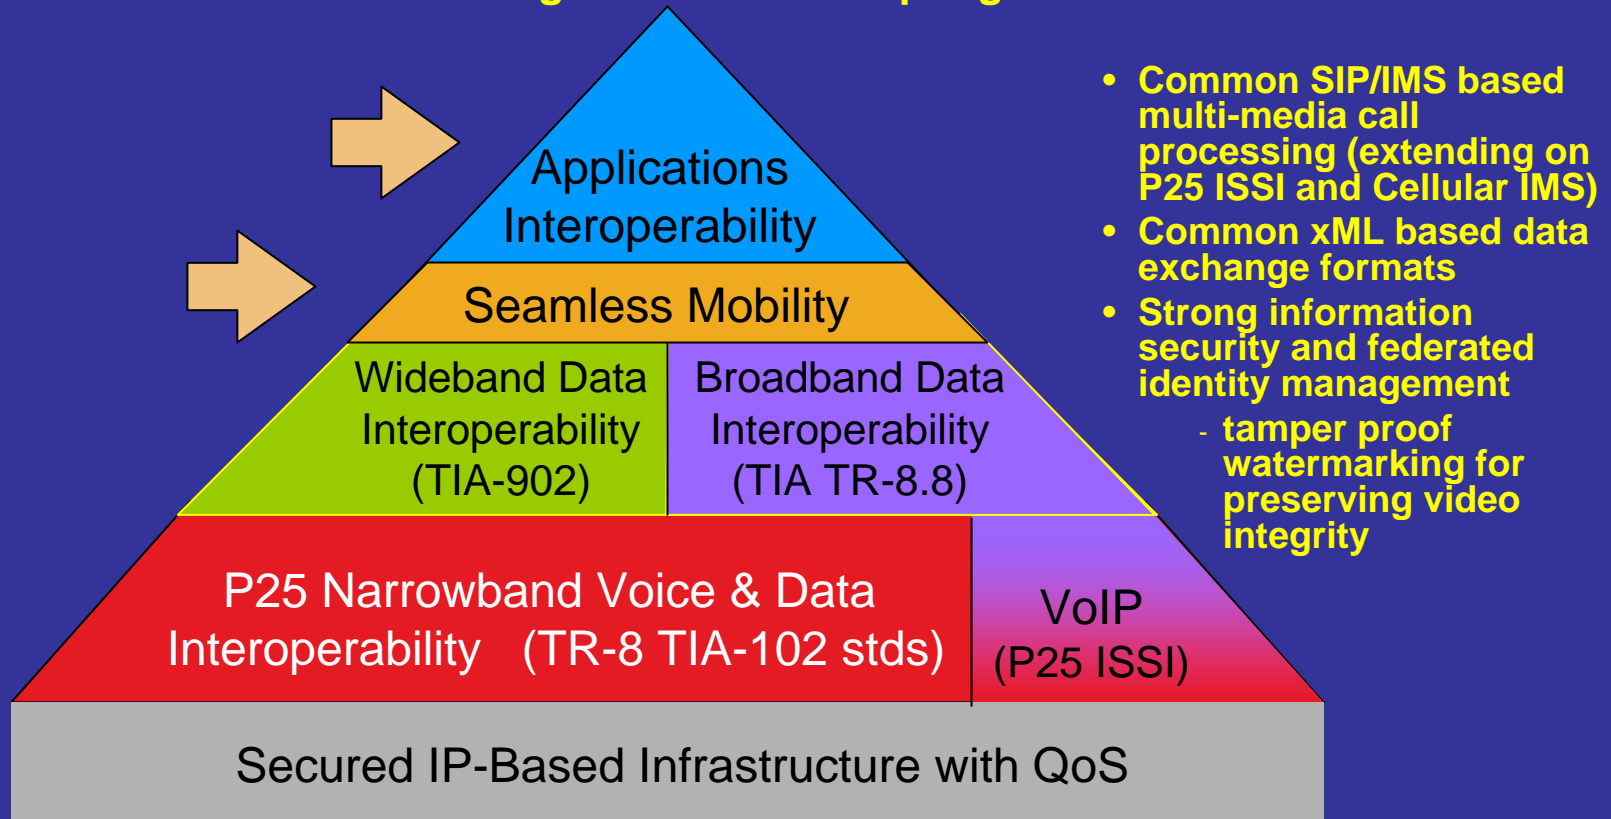 Applications
Interoperability
Seamless Mobility
Wideband Data
Interoperability
(TIA-902)
Broadband Data
Interoperability
(TIA TR-8.8)
P25 Narrowband Voice & Data
Interoperability (TR-8 TIA-102 stds)
VoIP
(P25 ISSI)
Secured IP-Based Infrastructure with QoS
• Common SIP/IMS based
multi-media call
processing (extending on
P25 ISSI and Cellular IMS)
• Common xML based data
exchange formats
• Strong information
security and federated
identity management
- tamper proof
watermarking for
preserving video
integrity